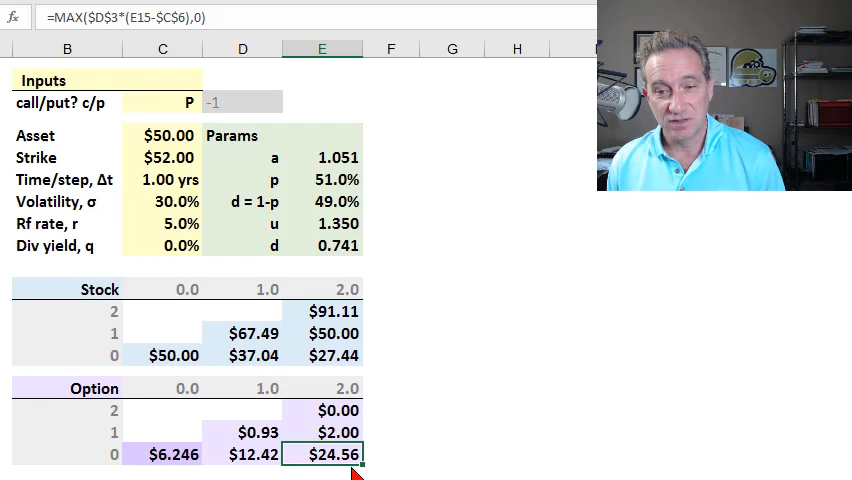 fx =MAX($D$3*(E15-$C$6),0)
B C D E F G H
Inputs
call/put? c/p P -1
Asset $50.00 Params
Strike $52.00 a 1.051
Time/step, Δt 1.00 yrs p 51.0%
Volatility, σ 30.0% d = 1-p 49.0%
Rf rate, r 5.0% u 1.350
Div yield, q 0.0% d 0.741
Stock 0.0 1.0 2.0
2 $91.11
1 $67.49 $50.00
0 $50.00 $37.04 $27.44
Option 0.0 1.0 2.0
2 $0.00
1 $0.93 $2.00
0 $6.246 $12.42 $24.56